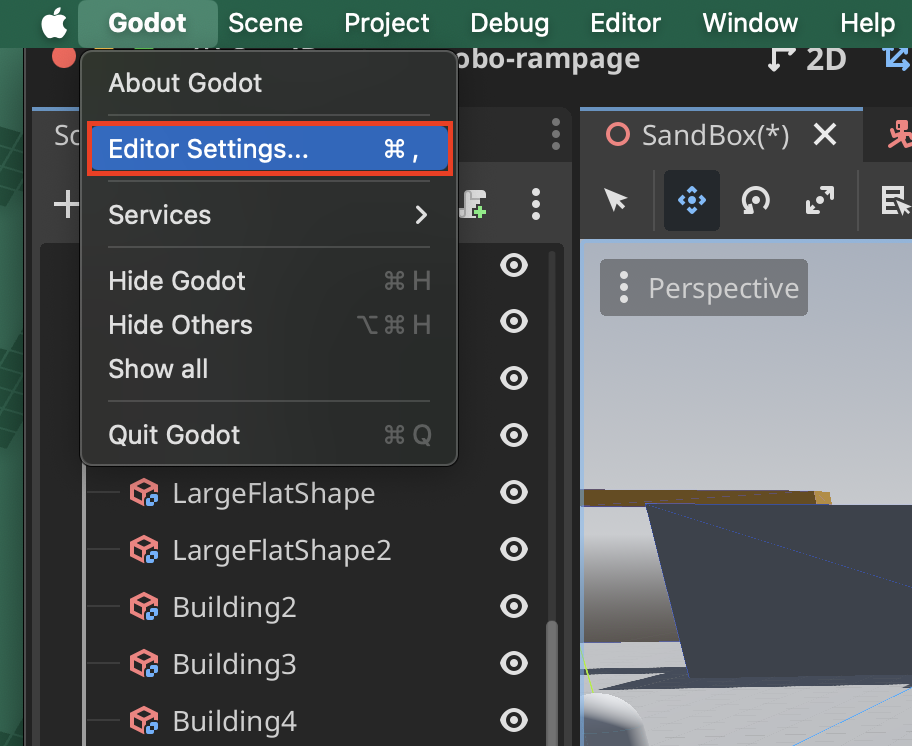 Godot Scene Project Debug Editor Window Help
obo-rampage 2D
About Godot
Editor Settings... ⌘ ,
Sc
SandBox(*)
Services
Perspective
Hide Godot ⌘ H
Hide Others ⌥ ⌘ H
Show all
Quit Godot ⌘ Q
LargeFlatShape
LargeFlatShape2
Building2
Building3
Building4